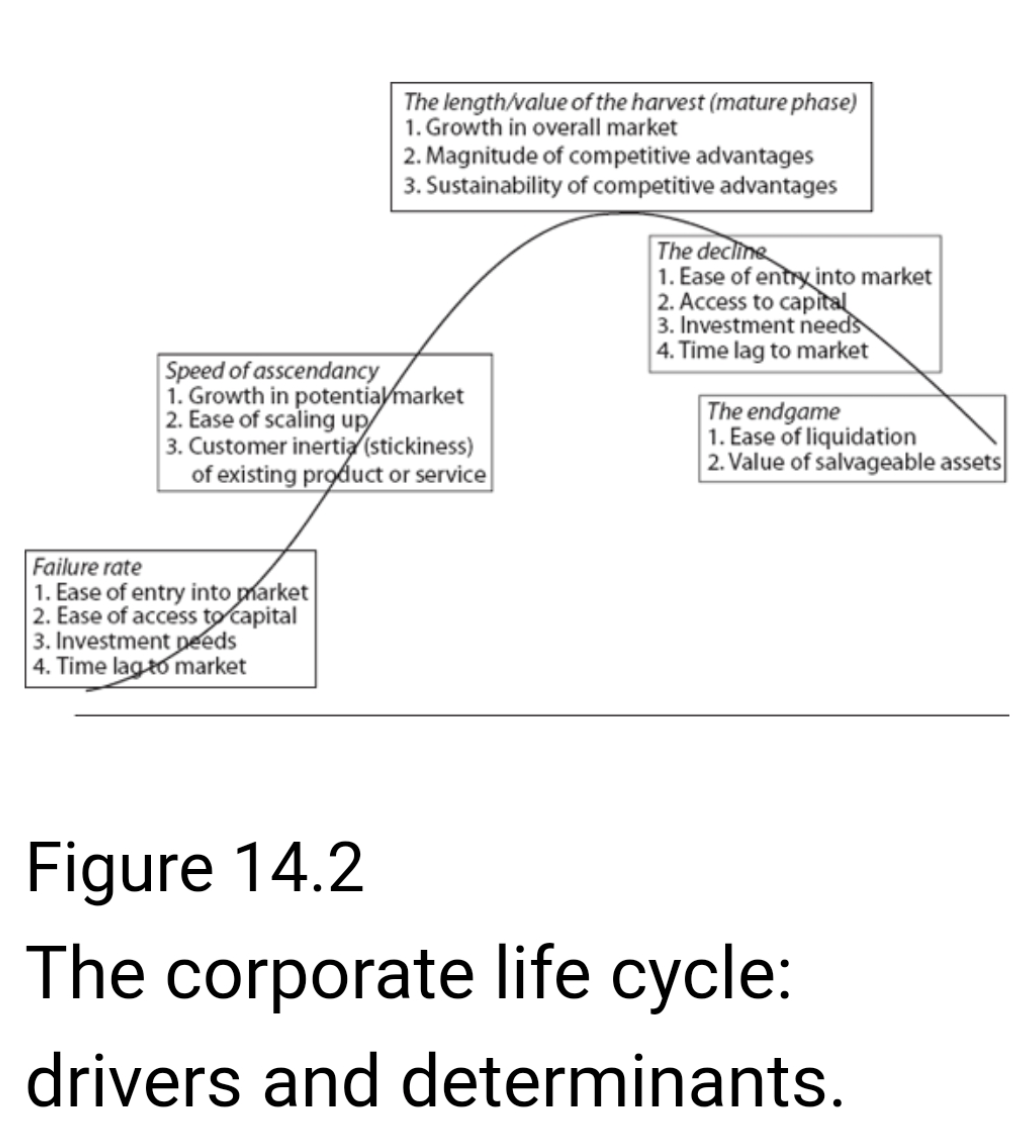 The length/value of the harvest (mature phase)
1. Growth in overall market
2. Magnitude of competitive advantages
3. Sustainability of competitive advantages
The decline
1. Ease of entry into market
2. Access to capital
3. Investment needs
4. Time lag to market
Speed of asscendancy
1. Growth in potential market
2. Ease of scaling up
3. Customer inertia (stickiness)
of existing product or service
The endgame
1. Ease of liquidation
2. Value of salvageable assets
Failure rate
1. Ease of entry into market
2. Ease of access to capital
3. Investment needs
4. Time lag to market
Figure 14.2
The corporate life cycle:
drivers and determinants.